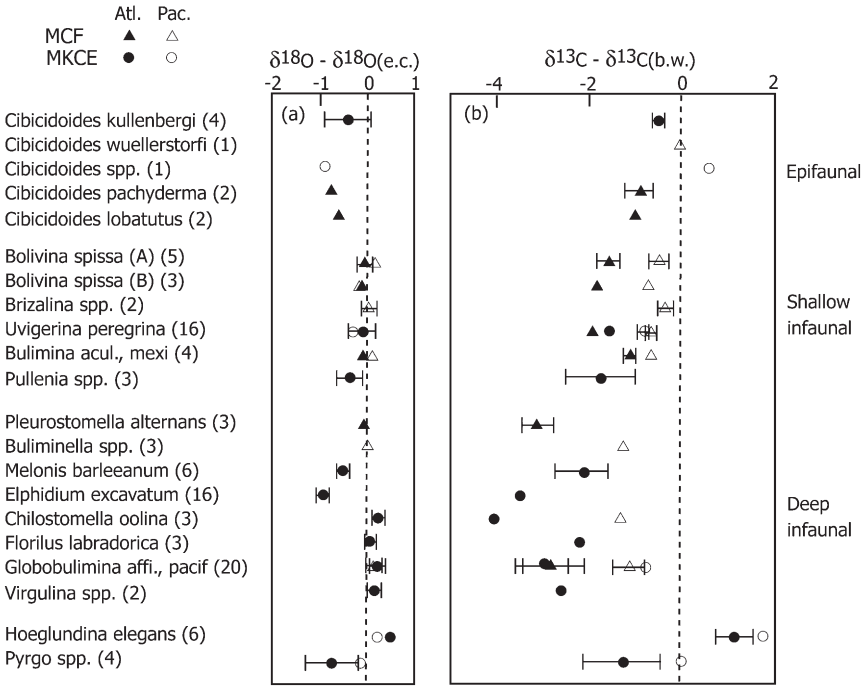 Atl. Pac.
MCF
MKCE
δ18O - δ18O(e.c.) δ13C - δ13C(b.w.)
-2 -1 0 1 -4 -2 0 2
(a) (b)
Cibicidoides kullenbergi (4)
Cibicidoides wuellerstorfi (1)
Cibicidoides spp. (1)
Epifaunal
Cibicidoides pachyderma (2)
Cibicidoides lobatutus (2)
Bolivina spissa (A) (5)
Bolivina spissa (B) (3)
Brizalina spp. (2)
Shallow
Uvigerina peregrina (16)
infaunal
Bulimina acul., mexi (4)
Pullenia spp. (3)
Pleurostomella alternans (3)
Buliminella spp. (3)
Melonis barleeanum (6)
Elphidium excavatum (16)
Deep
Chilostomella oolina (3)
infaunal
Florilus labradorica (3)
Globobulimina affi., pacif (20)
Virgulina spp. (2)
Hoeglundina elegans (6)
Pyrgo spp. (4)